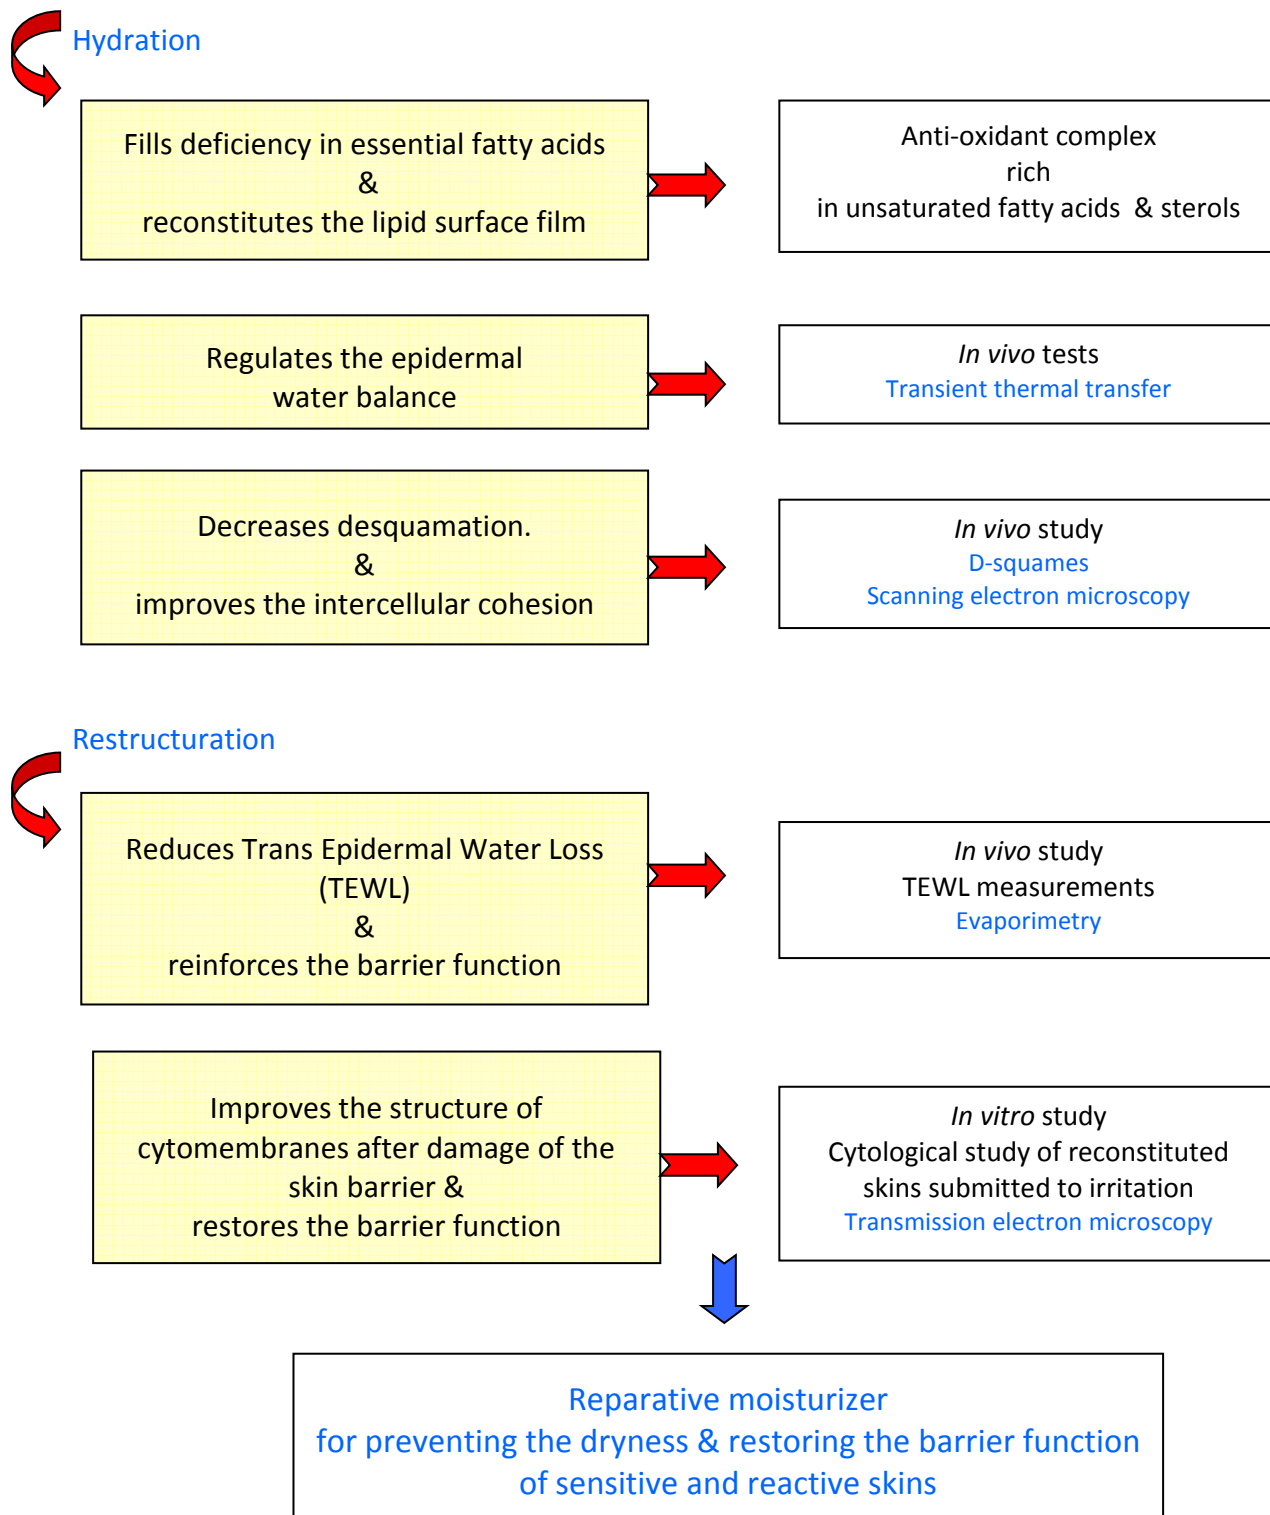 Hydration
Fills deficiency in essential fatty acids
&
reconstitutes the lipid surface film
Anti-oxidant complex
rich
in unsaturated fatty acids & sterols
Regulates the epidermal
water balance
In vivo tests
Transient thermal transfer
Decreases desquamation.
&
improves the intercellular cohesion
In vivo study
D-squames
Scanning electron microscopy
Restructuration
Reduces Trans Epidermal Water Loss
(TEWL)
&
reinforces the barrier function
In vivo study
TEWL measurements
Evaporimetry
Improves the structure of
cytomembranes after damage of the
skin barrier &
restores the barrier function
In vitro study
Cytological study of reconstituted
skins submitted to irritation
Transmission electron microscopy
Reparative moisturizer
for preventing the dryness & restoring the barrier function
of sensitive and reactive skins